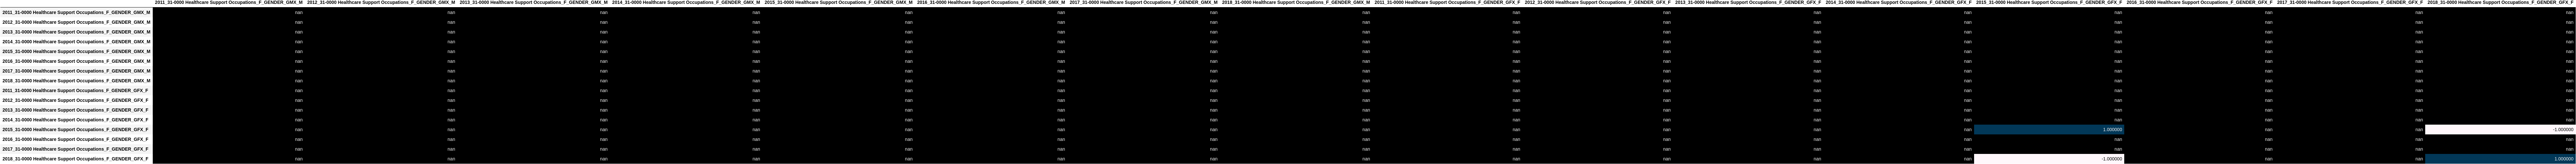 2011_31-0000 Healthcare Support Occupations_F_GENDER_GMX_M 2012_31-0000 Healthcare Support Occupations_F_GENDER_GMX_M 2013_31-0000 Healthcare Support Occupations_F_GENDER_GMX_M 2014_31-0000 Healthcare Support Occupations_F_GENDER_GMX_M 2015_31-0000 Healthcare Support Occupations_F_GENDER_GMX_M 2016_31-0000 Healthcare Support Occupations_F_GENDER_GMX_M 2017_31-0000 Healthcare Support Occupations_F_GENDER_GMX_M 2018_31-0000 Healthcare Support Occupations_F_GENDER_GMX_M 2011_31-0000 Healthcare Support Occupations_F_GENDER_GFX_F 2012_31-0000 Healthcare Support Occupations_F_GENDER_GFX_F 2013_31-0000 Healthcare Support Occupations_F_GENDER_GFX_F 2014_31-0000 Healthcare Support Occupations_F_GENDER_GFX_F 2015_31-0000 Healthcare Support Occupations_F_GENDER_GFX_F 2016_31-0000 Healthcare Support Occupations_F_GENDER_GFX_F 2017_31-0000 Healthcare Support Occupations_F_GENDER_GFX_F 2018_31-0000 Healthcare Support Occupations_F_GENDER_GFX_F
2011_31-0000 Healthcare Support Occupations_F_GENDER_GMX_M nan nan nan nan nan nan nan nan nan nan nan nan nan nan nan nan
2012_31-0000 Healthcare Support Occupations_F_GENDER_GMX_M nan nan nan nan nan nan nan nan nan nan nan nan nan nan nan nan
2013_31-0000 Healthcare Support Occupations_F_GENDER_GMX_M nan nan nan nan nan nan nan nan nan nan nan nan nan nan nan nan
2014_31-0000 Healthcare Support Occupations_F_GENDER_GMX_M nan nan nan nan nan nan nan nan nan nan nan nan nan nan nan nan
2015_31-0000 Healthcare Support Occupations_F_GENDER_GMX_M nan nan nan nan nan nan nan nan nan nan nan nan nan nan nan nan
2016_31-0000 Healthcare Support Occupations_F_GENDER_GMX_M nan nan nan nan nan nan nan nan nan nan nan nan nan nan nan nan
2017_31-0000 Healthcare Support Occupations_F_GENDER_GMX_M nan nan nan nan nan nan nan nan nan nan nan nan nan nan nan nan
2018_31-0000 Healthcare Support Occupations_F_GENDER_GMX_M nan nan nan nan nan nan nan nan nan nan nan nan nan nan nan nan
2011_31-0000 Healthcare Support Occupations_F_GENDER_GFX_F nan nan nan nan nan nan nan nan nan nan nan nan nan nan nan nan
2012_31-0000 Healthcare Support Occupations_F_GENDER_GFX_F nan nan nan nan nan nan nan nan nan nan nan nan nan nan nan nan
2013_31-0000 Healthcare Support Occupations_F_GENDER_GFX_F nan nan nan nan nan nan nan nan nan nan nan nan nan nan nan nan
2014_31-0000 Healthcare Support Occupations_F_GENDER_GFX_F nan nan nan nan nan nan nan nan nan nan nan nan nan nan nan nan
2015_31-0000 Healthcare Support Occupations_F_GENDER_GFX_F nan nan nan nan nan nan nan nan nan nan nan nan 1.000000 nan nan -1.000000
2016_31-0000 Healthcare Support Occupations_F_GENDER_GFX_F nan nan nan nan nan nan nan nan nan nan nan nan nan nan nan nan
2017_31-0000 Healthcare Support Occupations_F_GENDER_GFX_F nan nan nan nan nan nan nan nan nan nan nan nan nan nan nan nan
2018_31-0000 Healthcare Support Occupations_F_GENDER_GFX_F nan nan nan nan nan nan nan nan nan nan nan nan -1.000000 nan nan 1.000000